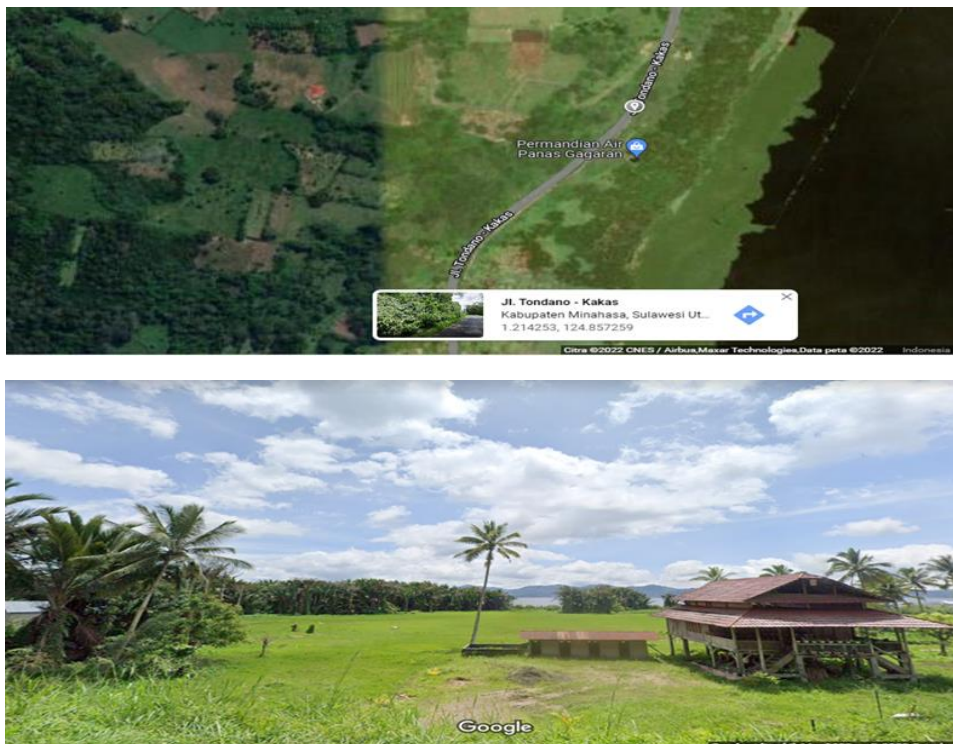 Jl. Tondano - Kakas
Permandian Air
Panas Gagaran
Jl. Tondano - Kakas
Jl. Tondano - Kakas
Kabupaten Minahasa, Sulawesi Ut...
1.214253, 124.857259
Citra ©2022 CNES / Airbus,Maxar Technologies,Data peta ©2022 Indonesia
Google